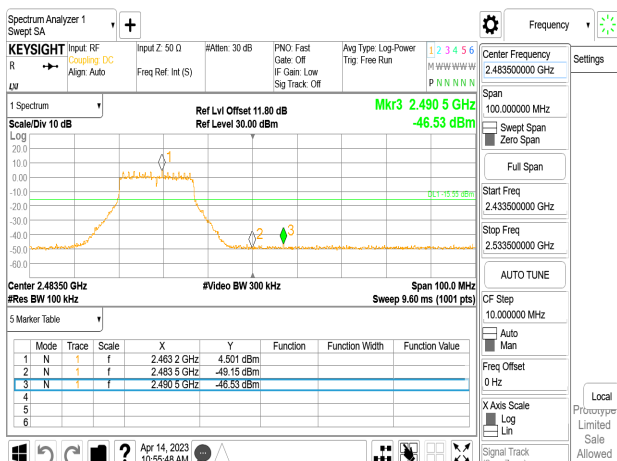 Spectrum Analyzer 1
Swept SA
+
Frequency
KEYSIGHT
R
Input: RF
Coupling: DC
Align: Auto
Input Z: 50 Ω
Freq Ref: Int (S)
#Atten: 30 dB
PNO: Fast
Gate: Off
IF Gain: Low
Sig Track: Off
Avg Type: Log-Power
Trig: Free Run
1 2 3 4 5 6
M W W W W W
P N N N N N
1 Spectrum
Scale/Div 10 dB
Ref Lvl Offset 11.80 dB
Ref Level 30.00 dBm
Mkr3 2.490 5 GHz
-46.53 dBm
Log
20.0
10.0
0.00
-10.0
-20.0
-30.0
-40.0
-50.0
-60.0
1
2
3
DL1 -15.55 dBm
Center 2.48350 GHz
#Res BW 100 kHz
#Video BW 300 kHz
Span 100.0 MHz
Sweep 9.60 ms (1001 pts)
5 Marker Table
Mode Trace Scale X Y Function Function Width Function Value
1 N 1 f 2.463 2 GHz 4.501 dBm
2 N 1 f 2.483 5 GHz -49.15 dBm
3 N 1 f 2.490 5 GHz -46.53 dBm
4
5
6
?
Apr 14, 2023
10:55:48 AM
Center Frequency
2.483500000 GHz
Settings
Span
100.000000 MHz
Swept Span
Zero Span
Full Span
Start Freq
2.433500000 GHz
Stop Freq
2.533500000 GHz
AUTO TUNE
CF Step
10.000000 MHz
Auto
Man
Freq Offset
0 Hz
X Axis Scale
Log
Lin
Signal Track
Local
Prototype
Limited
Sale
Allowed